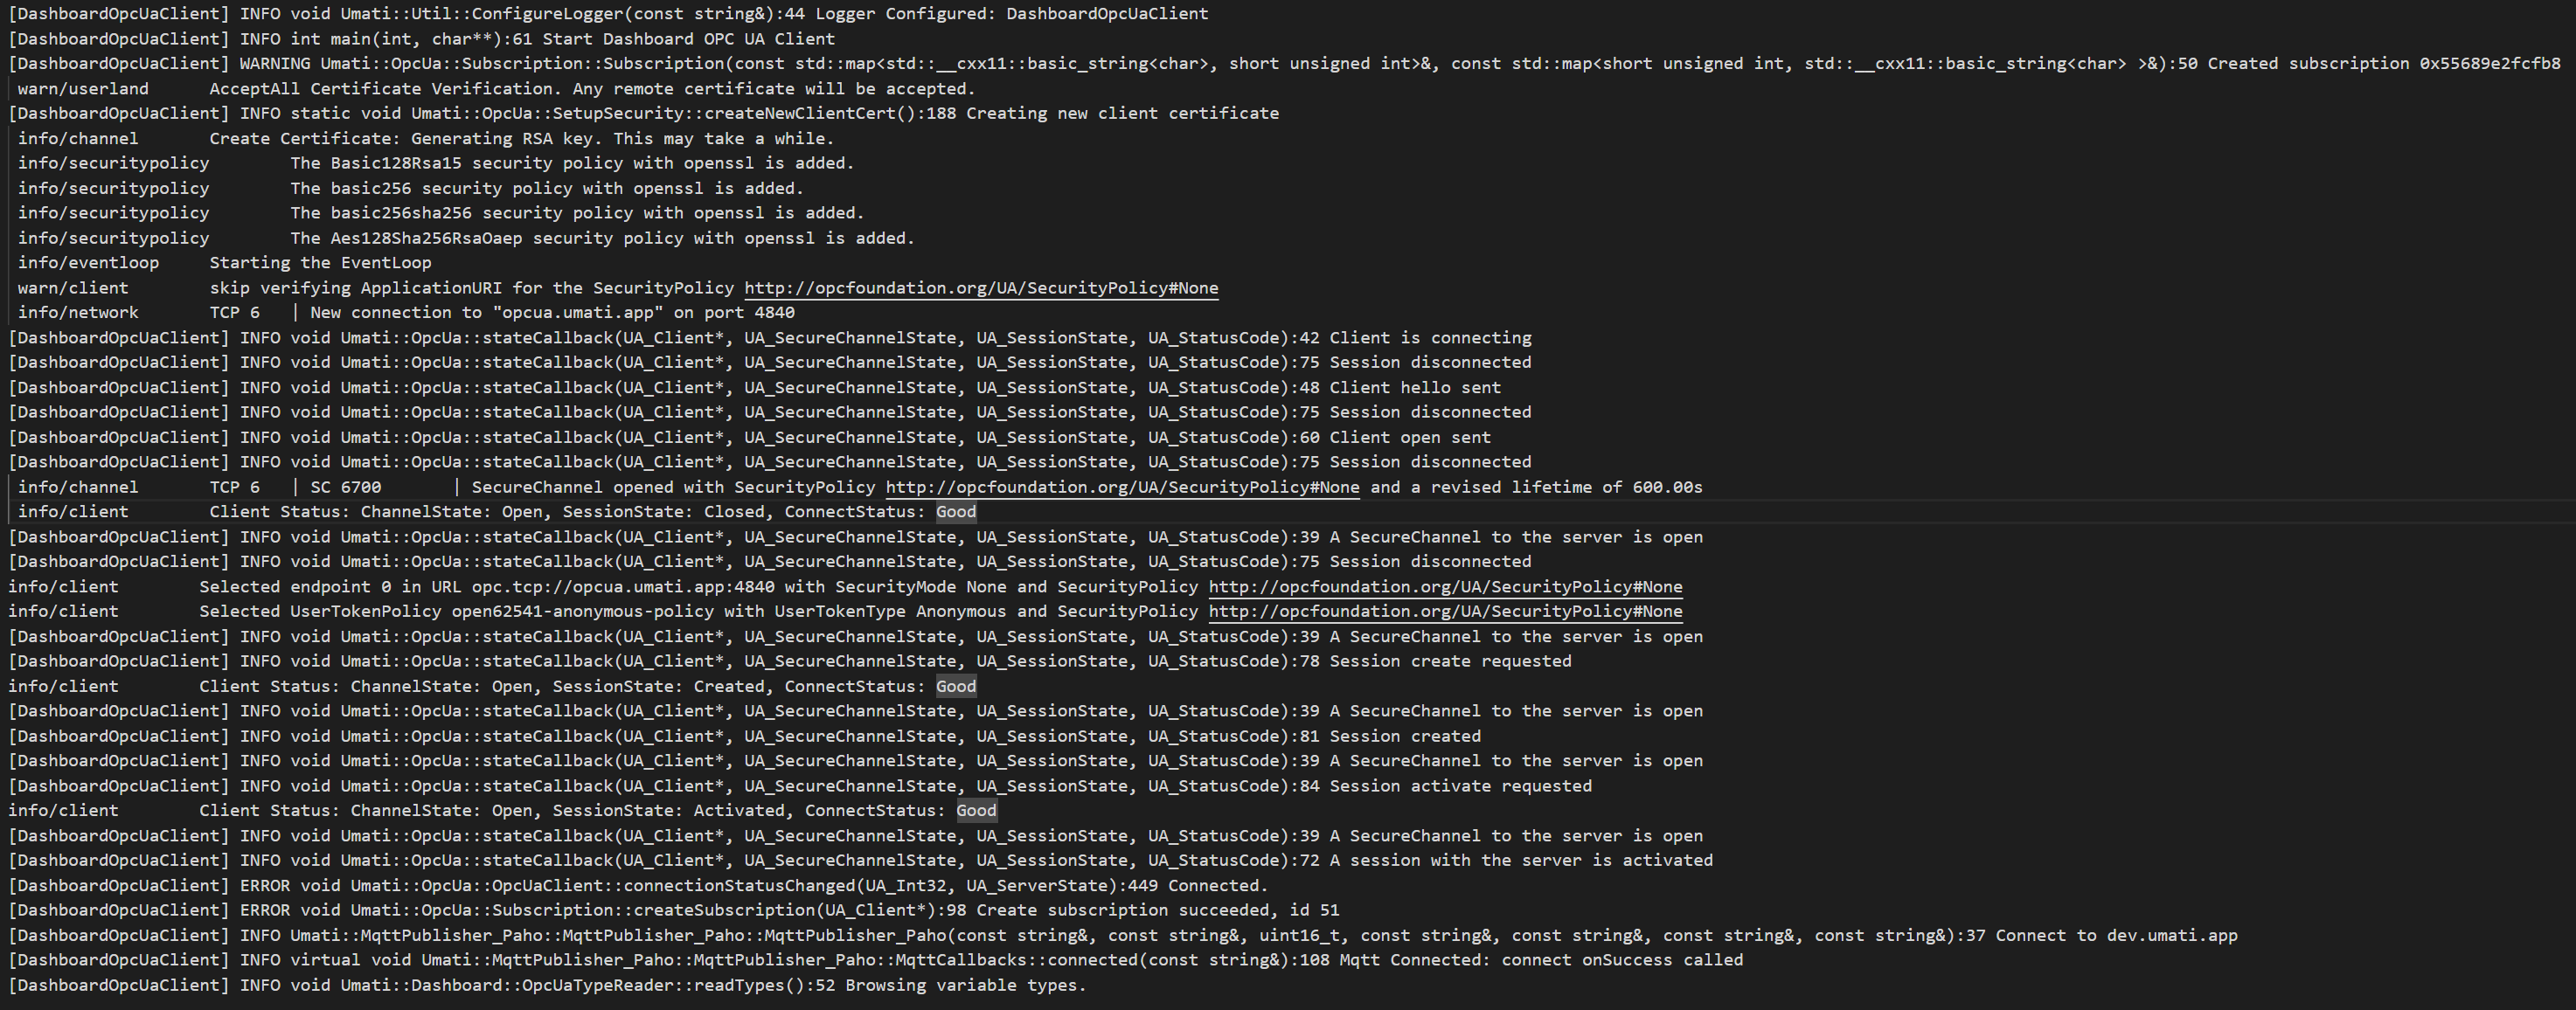 [DashboardOpcUaClient] INFO void Umati::Util::ConfigureLogger(const string&):44 Logger Configured: DashboardOpcUaClient
[DashboardOpcUaClient] INFO int main(int, char**):61 Start Dashboard OPC UA Client
[DashboardOpcUaClient] WARNING Umati::OpcUa::Subscription::Subscription(const std::map<std::__cxx11::basic_string<char>, short unsigned int>&, const std::map<short unsigned int, std::__cxx11::basic_string<char> >&):50 Created subscription 0x55689e2fcfb8
warn/userland AcceptAll Certificate Verification. Any remote certificate will be accepted.
[DashboardOpcUaClient] INFO static void Umati::OpcUa::SetupSecurity::createNewClientCert():188 Creating new client certificate
info/channel Create Certificate: Generating RSA key. This may take a while.
info/securitypolicy The Basic128Rsa15 security policy with openssl is added.
info/securitypolicy The basic256 security policy with openssl is added.
info/securitypolicy The basic256sha256 security policy with openssl is added.
info/securitypolicy The Aes128Sha256RsaOaep security policy with openssl is added.
info/eventloop Starting the EventLoop
warn/client skip verifying ApplicationURI for the SecurityPolicy http://opcfoundation.org/UA/SecurityPolicy#None
info/network TCP 6 | New connection to "opcua.umati.app" on port 4840
[DashboardOpcUaClient] INFO void Umati::OpcUa::stateCallback(UA_Client*, UA_SecureChannelState, UA_SessionState, UA_StatusCode):42 Client is connecting
[DashboardOpcUaClient] INFO void Umati::OpcUa::stateCallback(UA_Client*, UA_SecureChannelState, UA_SessionState, UA_StatusCode):75 Session disconnected
[DashboardOpcUaClient] INFO void Umati::OpcUa::stateCallback(UA_Client*, UA_SecureChannelState, UA_SessionState, UA_StatusCode):48 Client hello sent
[DashboardOpcUaClient] INFO void Umati::OpcUa::stateCallback(UA_Client*, UA_SecureChannelState, UA_SessionState, UA_StatusCode):75 Session disconnected
[DashboardOpcUaClient] INFO void Umati::OpcUa::stateCallback(UA_Client*, UA_SecureChannelState, UA_SessionState, UA_StatusCode):60 Client open sent
[DashboardOpcUaClient] INFO void Umati::OpcUa::stateCallback(UA_Client*, UA_SecureChannelState, UA_SessionState, UA_StatusCode):75 Session disconnected
info/channel TCP 6 | SC 6700 | SecureChannel opened with SecurityPolicy http://opcfoundation.org/UA/SecurityPolicy#None and a revised lifetime of 600.00s
info/client Client Status: ChannelState: Open, SessionState: Closed, ConnectStatus: Good
[DashboardOpcUaClient] INFO void Umati::OpcUa::stateCallback(UA_Client*, UA_SecureChannelState, UA_SessionState, UA_StatusCode):39 A SecureChannel to the server is open
[DashboardOpcUaClient] INFO void Umati::OpcUa::stateCallback(UA_Client*, UA_SecureChannelState, UA_SessionState, UA_StatusCode):75 Session disconnected
info/client Selected endpoint 0 in URL opc.tcp://opcua.umati.app:4840 with SecurityMode None and SecurityPolicy http://opcfoundation.org/UA/SecurityPolicy#None
info/client Selected UserTokenPolicy open62541-anonymous-policy with UserTokenType Anonymous and SecurityPolicy http://opcfoundation.org/UA/SecurityPolicy#None
[DashboardOpcUaClient] INFO void Umati::OpcUa::stateCallback(UA_Client*, UA_SecureChannelState, UA_SessionState, UA_StatusCode):39 A SecureChannel to the server is open
[DashboardOpcUaClient] INFO void Umati::OpcUa::stateCallback(UA_Client*, UA_SecureChannelState, UA_SessionState, UA_StatusCode):78 Session create requested
info/client Client Status: ChannelState: Open, SessionState: Created, ConnectStatus: Good
[DashboardOpcUaClient] INFO void Umati::OpcUa::stateCallback(UA_Client*, UA_SecureChannelState, UA_SessionState, UA_StatusCode):39 A SecureChannel to the server is open
[DashboardOpcUaClient] INFO void Umati::OpcUa::stateCallback(UA_Client*, UA_SecureChannelState, UA_SessionState, UA_StatusCode):81 Session created
[DashboardOpcUaClient] INFO void Umati::OpcUa::stateCallback(UA_Client*, UA_SecureChannelState, UA_SessionState, UA_StatusCode):39 A SecureChannel to the server is open
[DashboardOpcUaClient] INFO void Umati::OpcUa::stateCallback(UA_Client*, UA_SecureChannelState, UA_SessionState, UA_StatusCode):84 Session activate requested
info/client Client Status: ChannelState: Open, SessionState: Activated, ConnectStatus: Good
[DashboardOpcUaClient] INFO void Umati::OpcUa::stateCallback(UA_Client*, UA_SecureChannelState, UA_SessionState, UA_StatusCode):39 A SecureChannel to the server is open
[DashboardOpcUaClient] INFO void Umati::OpcUa::stateCallback(UA_Client*, UA_SecureChannelState, UA_SessionState, UA_StatusCode):72 A session with the server is activated
[DashboardOpcUaClient] ERROR void Umati::OpcUa::OpcUaClient::connectionStatusChanged(UA_Int32, UA_ServerState):449 Connected.
[DashboardOpcUaClient] ERROR void Umati::OpcUa::Subscription::createSubscription(UA_Client*):98 Create subscription succeeded, id 51
[DashboardOpcUaClient] INFO Umati::MqttPublisher_Paho::MqttPublisher_Paho::MqttPublisher_Paho(const string&, const string&, uint16_t, const string&, const string&, const string&, const string&):37 Connect to dev.umati.app
[DashboardOpcUaClient] INFO virtual void Umati::MqttPublisher_Paho::MqttPublisher_Paho::MqttCallbacks::connected(const string&):108 Mqtt Connected: connect onSuccess called
[DashboardOpcUaClient] INFO void Umati::Dashboard::OpcUaTypeReader::readTypes():52 Browsing variable types.